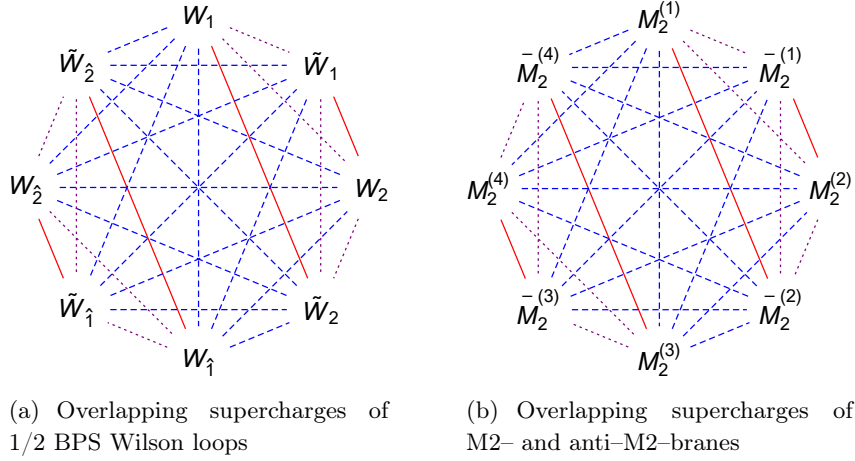 W₁
W̃₂̂ W̃₁
W₂̂ W₂
W̃₁̂ W̃₂
W₁̂
(a) Overlapping supercharges of
1/2 BPS Wilson loops
M₂⁽¹⁾
M̄₂⁽⁴⁾ M̄₂⁽¹⁾
M₂⁽⁴⁾ M₂⁽²⁾
M̄₂⁽³⁾ M̄₂⁽²⁾
M₂⁽³⁾
(b) Overlapping supercharges of
M2– and anti–M2–branes